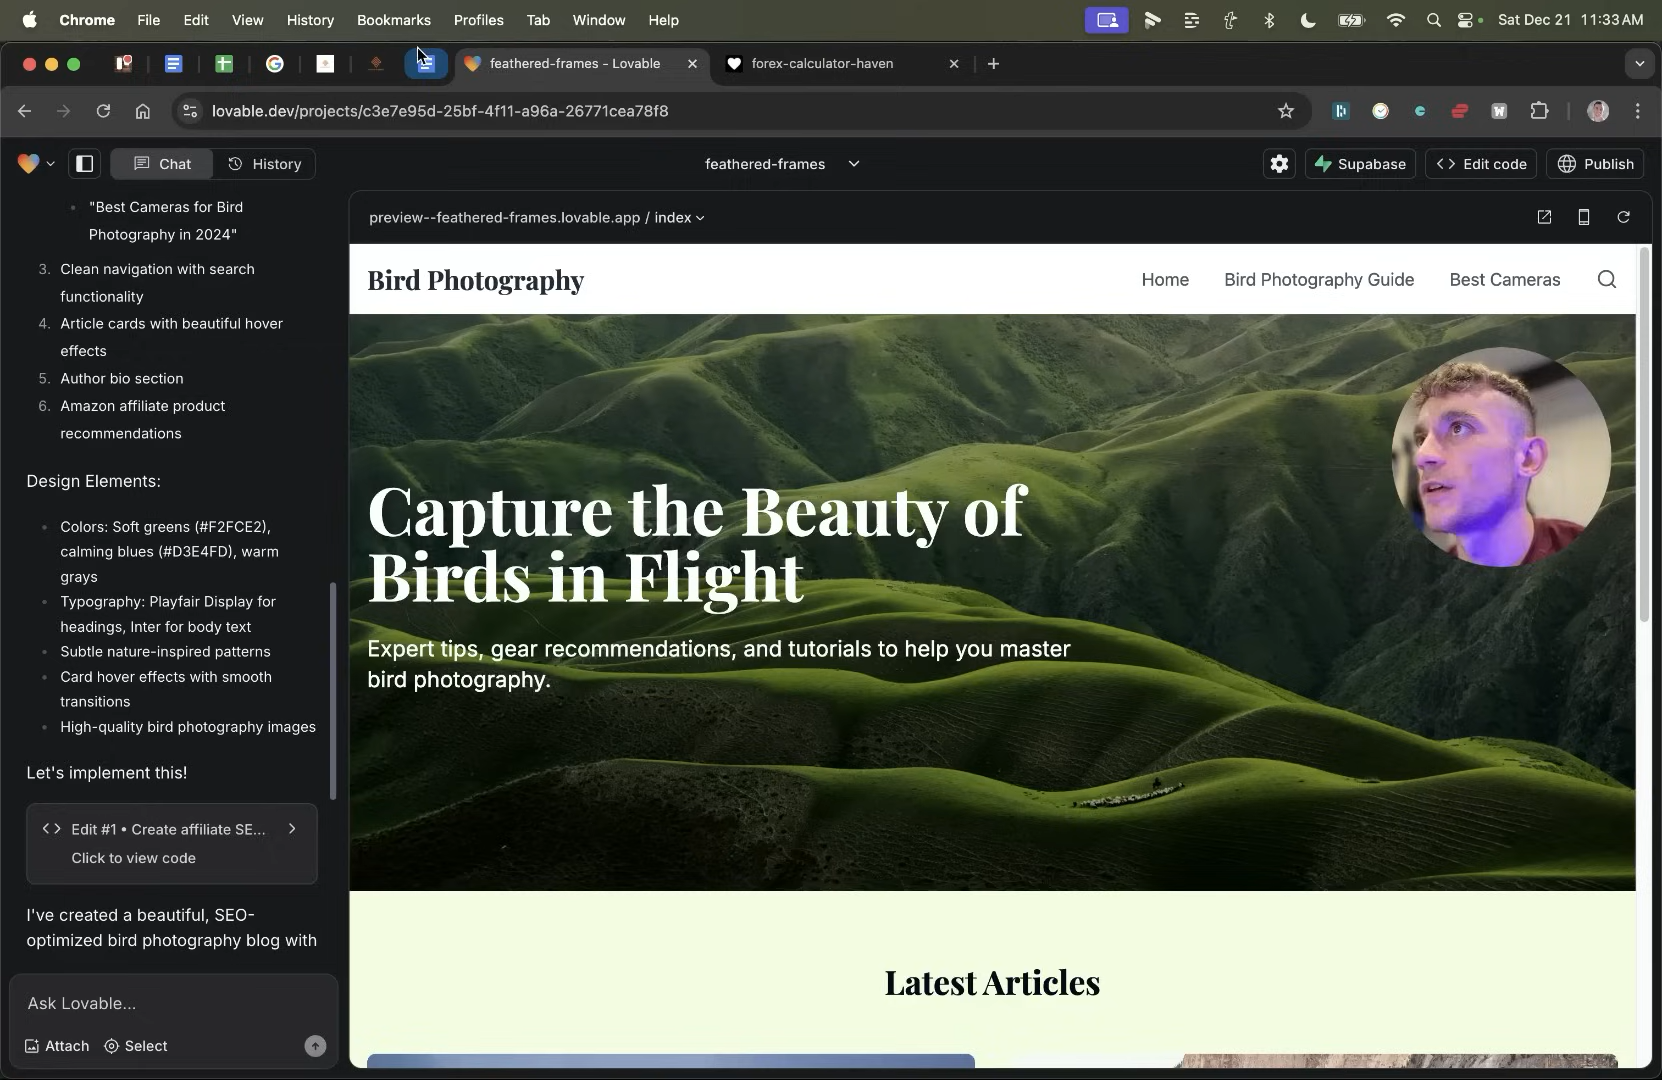 Chrome File Edit View History Bookmarks Profiles Tab Window Help Sat Dec 21 11:33 AM
feathered-frames - Lovable forex-calculator-haven
lovable.dev/projects/c3e7e95d-25bf-4f11-a96a-26771cea78f8
Chat History feathered-frames Supabase Edit code Publish
"Best Cameras for Bird
Photography in 2024"
3. Clean navigation with search
functionality
4. Article cards with beautiful hover
effects
5. Author bio section
6. Amazon affiliate product
recommendations
Design Elements:
Colors: Soft greens (#F2FCE2),
calming blues (#D3E4FD), warm
grays
Typography: Playfair Display for
headings, Inter for body text
Subtle nature-inspired patterns
Card hover effects with smooth
transitions
High-quality bird photography images
Let's implement this!
Edit #1 • Create affiliate SE...
Click to view code
I've created a beautiful, SEO-
optimized bird photography blog with
Ask Lovable...
Attach Select
preview--feathered-frames.lovable.app / index
Bird Photography Home Bird Photography Guide Best Cameras
Capture the Beauty of
Birds in Flight
Expert tips, gear recommendations, and tutorials to help you master
bird photography.
Latest Articles